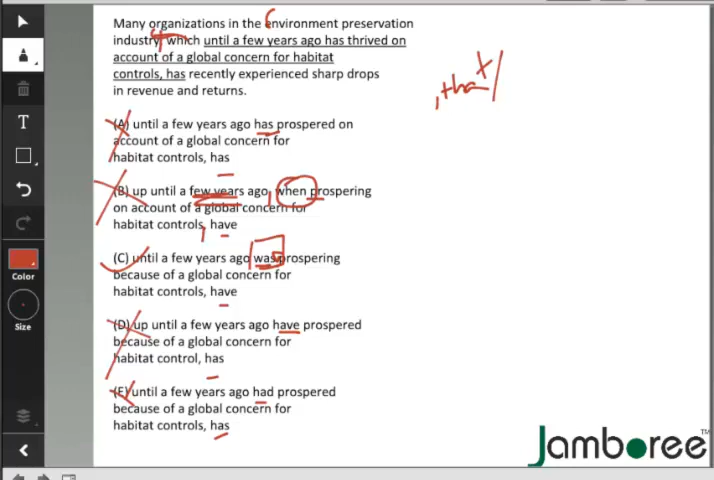 Many organizations in the environment preservation
industry, which until a few years ago has thrived on
account of a global concern for habitat
controls, has recently experienced sharp drops
in revenue and returns.
, that
(A) until a few years ago has prospered on
account of a global concern for
habitat controls, has
(B) up until a few years ago, when prospering
on account of a global concern for
habitat controls, have
(C) until a few years ago was prospering
because of a global concern for
habitat controls, have
(D) up until a few years ago have prospered
because of a global concern for
habitat control, has
(E) until a few years ago had prospered
because of a global concern for
habitat controls, has
T
Color
Size
Jamboree™